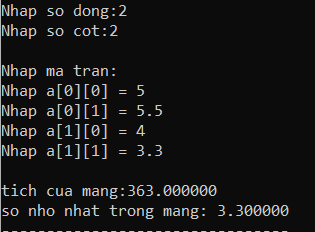 Nhap so dong:2
Nhap so cot:2
Nhap ma tran:
Nhap a[0][0] = 5
Nhap a[0][1] = 5.5
Nhap a[1][0] = 4
Nhap a[1][1] = 3.3
tich cua mang:363.000000
so nho nhat trong mang: 3.300000
--------------------------------